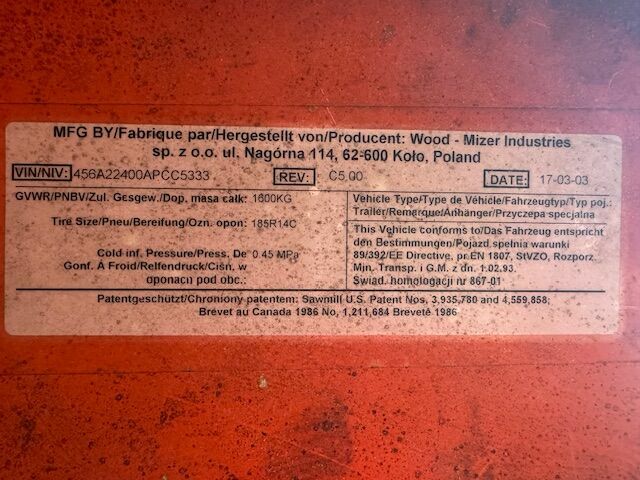 MFG BY/Fabrique par/Hergestellt von/Producent: Wood - Mizer Industries
sp. z o.o. ul. Nagórna 114, 62-600 Koło, Poland
VIN/NIV: 456A22400APCC5333 REV: C5.00 DATE: 17-03-03
GVWR/PNBV/Zul. Gesgew./Dop. masa całk: 1600KG
Tire Size/Pneu/Bereifung/Ozn. opon: 185R14C
Cold inf. Pressure/Press. De 0.45 MPa
Gonf. À Froid/Relfendruck/Ciśn. w
oponach pod obc.:
Vehicle Type/Type de Véhicle/Fahrzeugtyp/Typ poj.:
Trailer/Remarque/Anhänger/Przyczepa specjalna
This Vehicle conforms to/Das Fahrzeug entspricht
den Bestimmungen/Pojazd spełnia warunki
89/392/EE Directive, pr.EN 1807, StVZO, Rozporz.
Min. Transp. i G.M. z dn. 1.02.93.
Świad. homologacji nr 867-01
Patentgeschützt/Chroniony patentem: Sawmill U.S. Patent Nos. 3,935,780 and 4,559,858;
Brevet au Canada 1986 No, 1,211,684 Breveté 1986